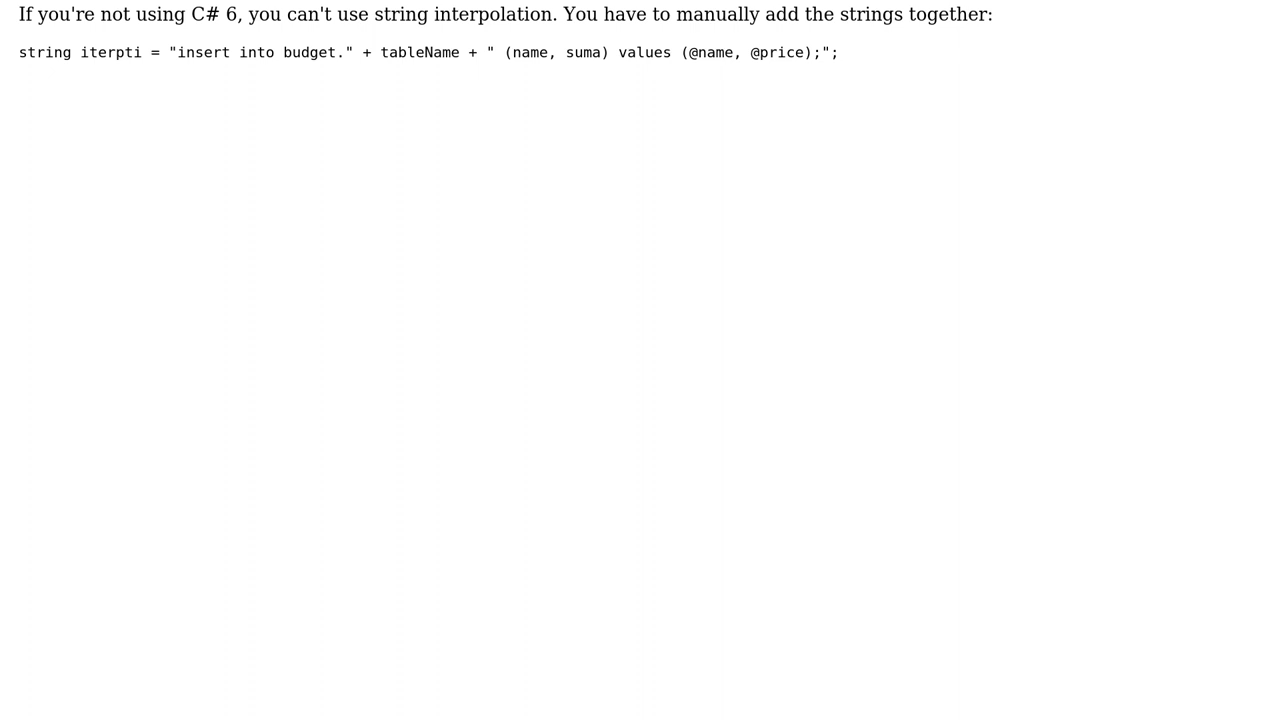 If you're not using C# 6, you can't use string interpolation. You have to manually add the strings together:
string iterpti = "insert into budget." + tableName + " (name, suma) values (@name, @price);";